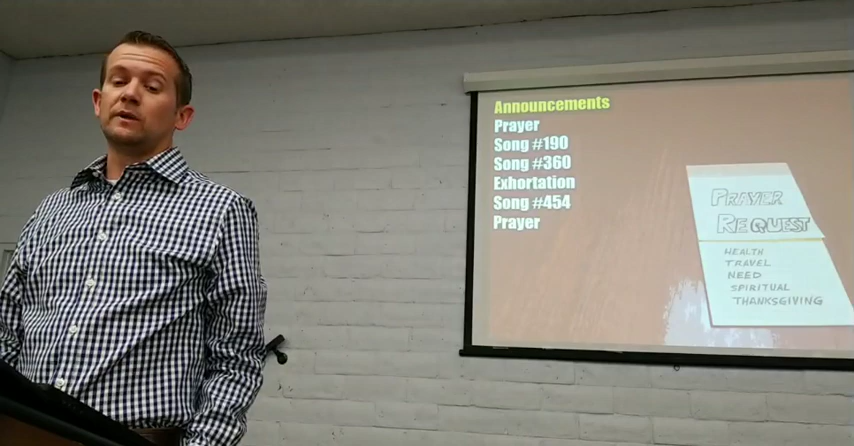 Announcements
Prayer
Song #190
Song #360
Exhortation
Song #454
Prayer
PRAYER
REQUEST
HEALTH
TRAVEL
NEED
SPIRITUAL
THANKSGIVING